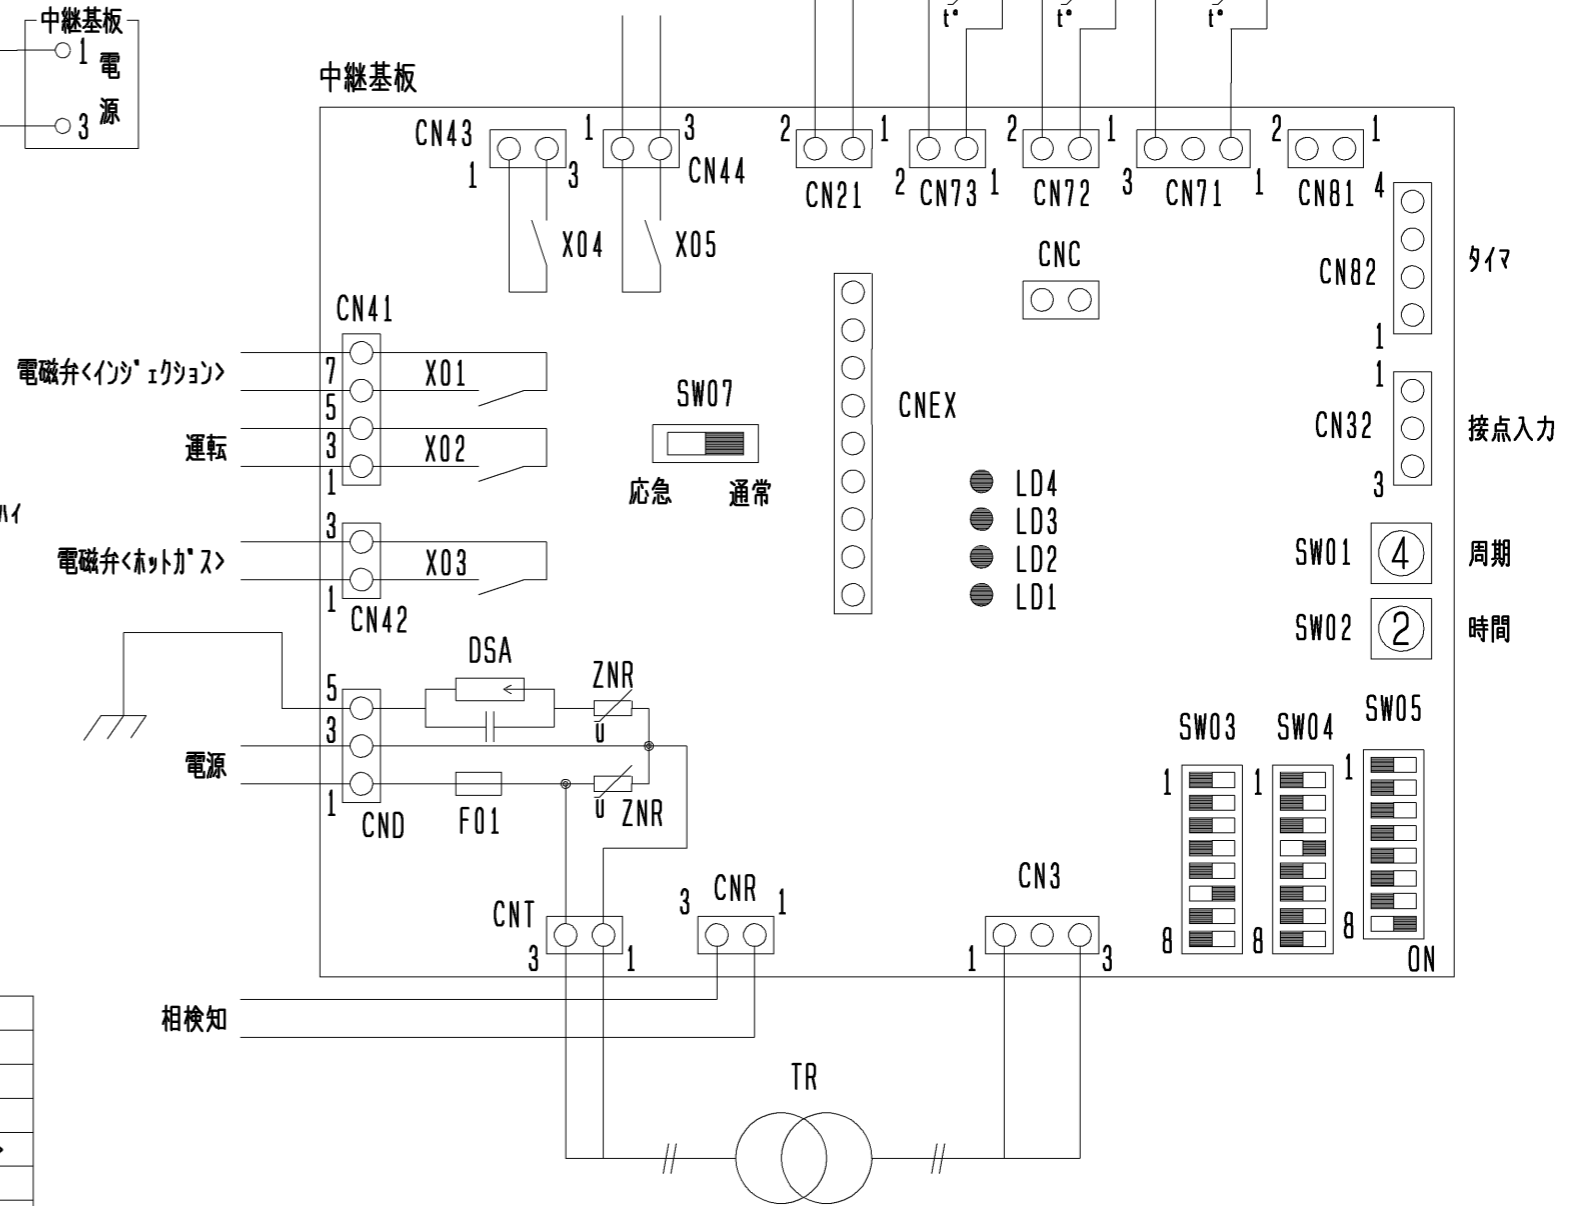 中継基板
1 電
3 源
t°
t°
t°
中継基板
CN43
1
3
1
3
CN44
2
1
CN21
2
CN73
1
2
1
CN72
3
CN71
1
2
1
CN81
4
CN82
1
タイマ
X04
X05
CNC
CN41
電磁弁<インジェクション>
7
X01
5
運転
3
X02
1
SW07
応急
通常
CNEX
1
CN32
3
接点入力
LD4
LD3
LD2
LD1
ハイ
3
電磁弁<ホットガス>
X03
1
CN42
SW01
4
周期
SW02
2
時間
DSA
ZNR
U
5
3
電源
1
CND
F01
U
ZNR
SW03
1
8
SW04
1
8
SW05
1
8
ON
CNT
3
1
3
CNR
1
CN3
1
3
相検知
TR